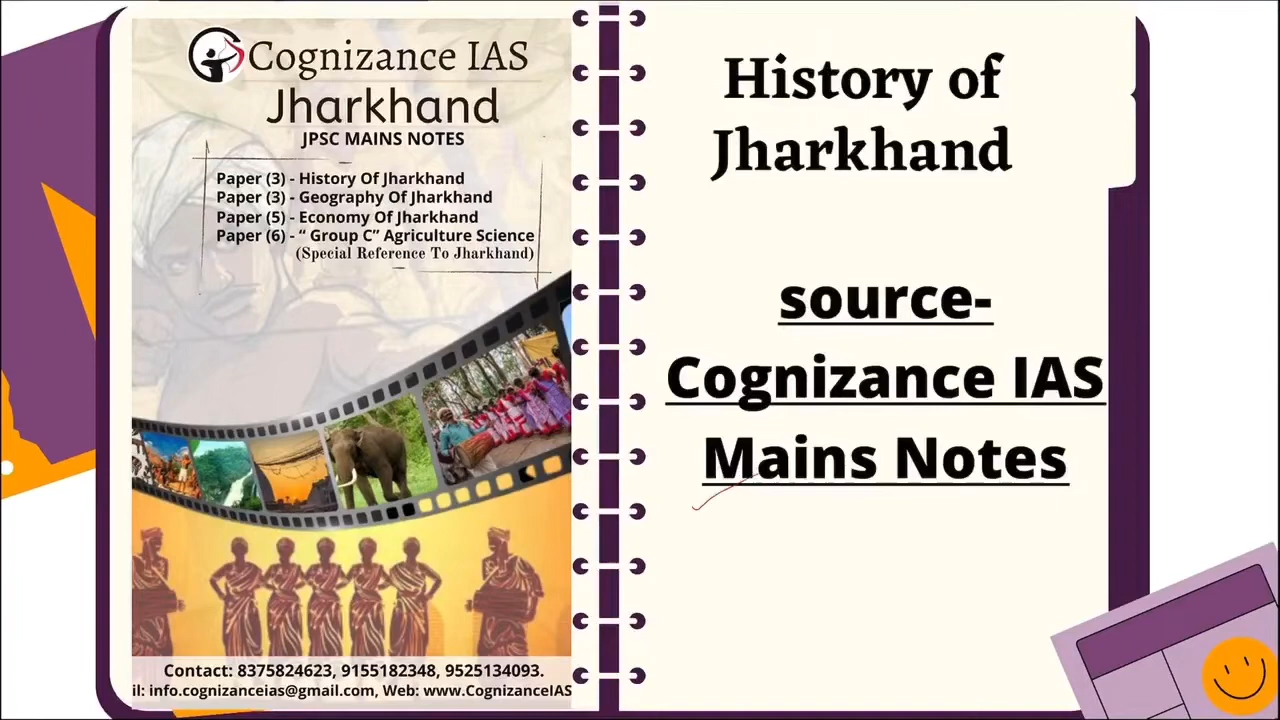 Cognizance IAS
Jharkhand
JPSC MAINS NOTES
Paper (3) - History Of Jharkhand
Paper (3) - Geography Of Jharkhand
Paper (5) - Economy Of Jharkhand
Paper (6) - “ Group C” Agriculture Science
(Special Reference To Jharkhand)
Contact: 8375824623, 9155182348, 9525134093.
il: info.cognizanceias@gmail.com, Web: www.CognizanceIAS
History of
Jharkhand
source-
Cognizance IAS
Mains Notes